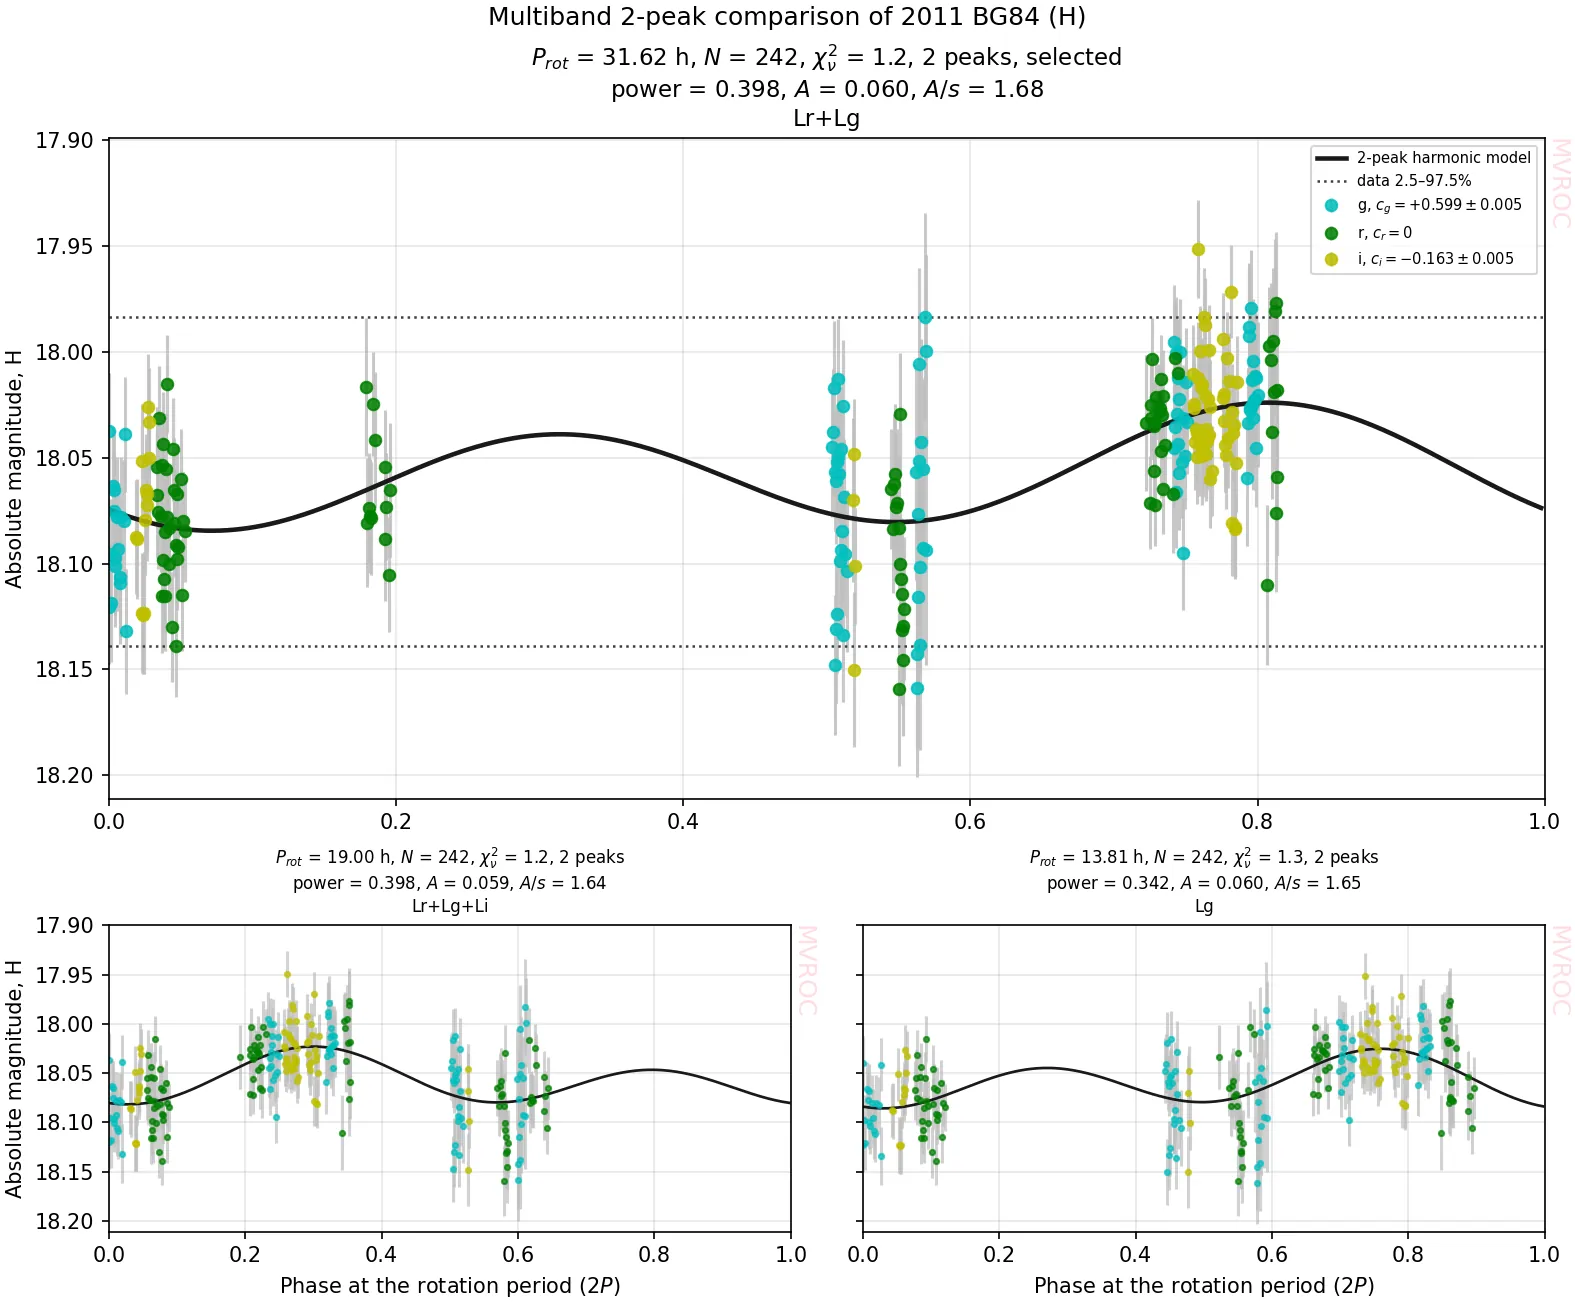 Multiband 2-peak comparison of 2011 BG84 (H)
P_rot = 31.62 h, N = 242, χ²_ν = 1.2, 2 peaks, selected
power = 0.398, A = 0.060, A/s = 1.68
Lr+Lg
2-peak harmonic model
data 2.5–97.5%
g, c_g = +0.599 ± 0.005
r, c_r = 0
i, c_i = −0.163 ± 0.005
MVROC
Absolute magnitude, H
17.90
17.95
18.00
18.05
18.10
18.15
18.20
0.0 0.2 0.4 0.6 0.8 1.0
P_rot = 19.00 h, N = 242, χ²_ν = 1.2, 2 peaks
power = 0.398, A = 0.059, A/s = 1.64
Lr+Lg+Li
MVROC
Absolute magnitude, H
17.90
17.95
18.00
18.05
18.10
18.15
18.20
0.0 0.2 0.4 0.6 0.8 1.0
Phase at the rotation period (2P)
P_rot = 13.81 h, N = 242, χ²_ν = 1.3, 2 peaks
power = 0.342, A = 0.060, A/s = 1.65
Lg
MVROC
0.0 0.2 0.4 0.6 0.8 1.0
Phase at the rotation period (2P)